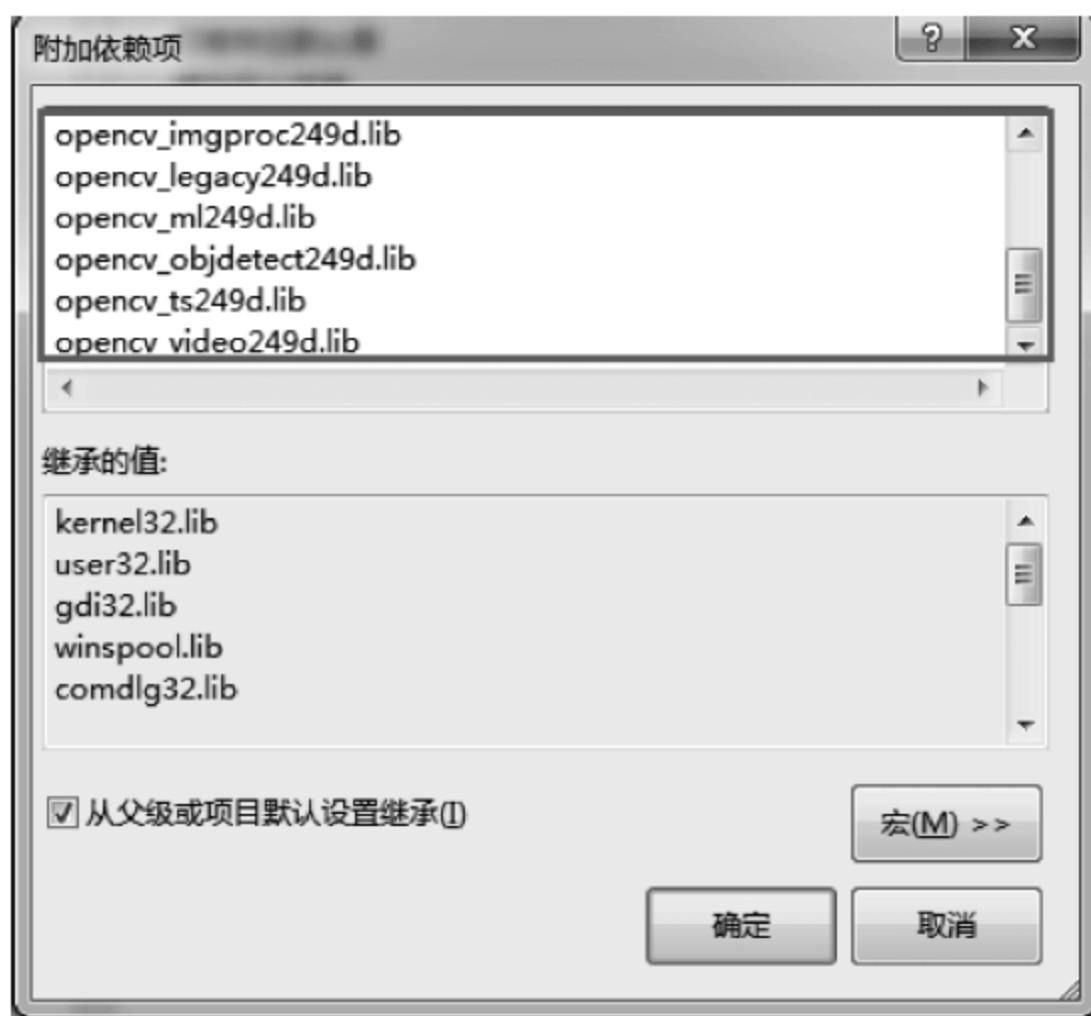 附加依赖项
opencv_imgproc249d.lib
opencv_legacy249d.lib
opencv_ml249d.lib
opencv_objdetect249d.lib
opencv_ts249d.lib
opencv_video249d.lib
继承的值:
kernel32.lib
user32.lib
gdi32.lib
winspool.lib
comdlg32.lib
从父级或项目默认设置继承(I)
宏(M) >>
确定
取消